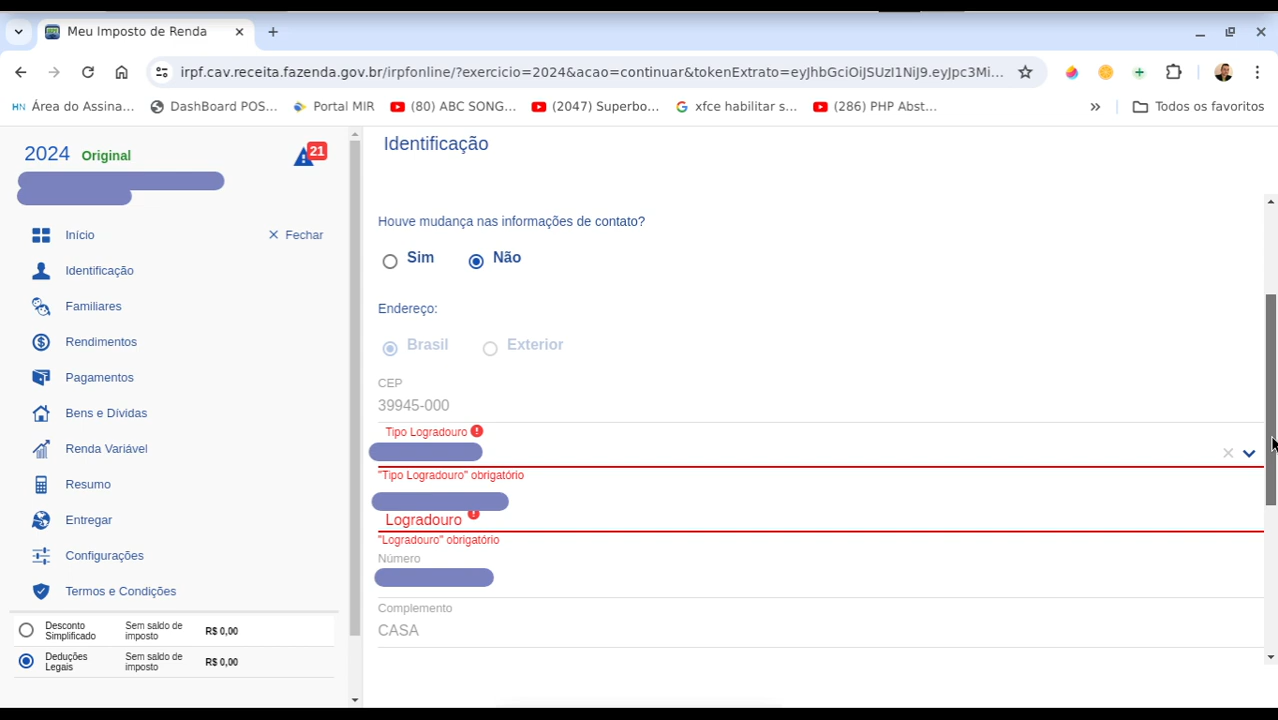 Meu Imposto de Renda
irpf.cav.receita.fazenda.gov.br/irpfonline/?exercicio=2024&acao=continuar&tokenExtrato=eyJhbGciOiJSUzI1NiJ9.eyJpc3Mi...
HN Área do Assina... DashBoard POS... Portal MIR (80) ABC SONG... (2047) Superbo... xfce habilitar s... (286) PHP Abst... » Todos os favoritos
2024 Original 21
Início Fechar
Identificação
Familiares
Rendimentos
Pagamentos
Bens e Dívidas
Renda Variável
Resumo
Entregar
Configurações
Termos e Condições
Desconto Simplificado Sem saldo de imposto R$ 0,00
Deduções Legais Sem saldo de imposto R$ 0,00
Identificação
Houve mudança nas informações de contato?
Sim Não
Endereço:
Brasil Exterior
CEP
39945-000
Tipo Logradouro
"Tipo Logradouro" obrigatório
Logradouro
"Logradouro" obrigatório
Número
Complemento
CASA